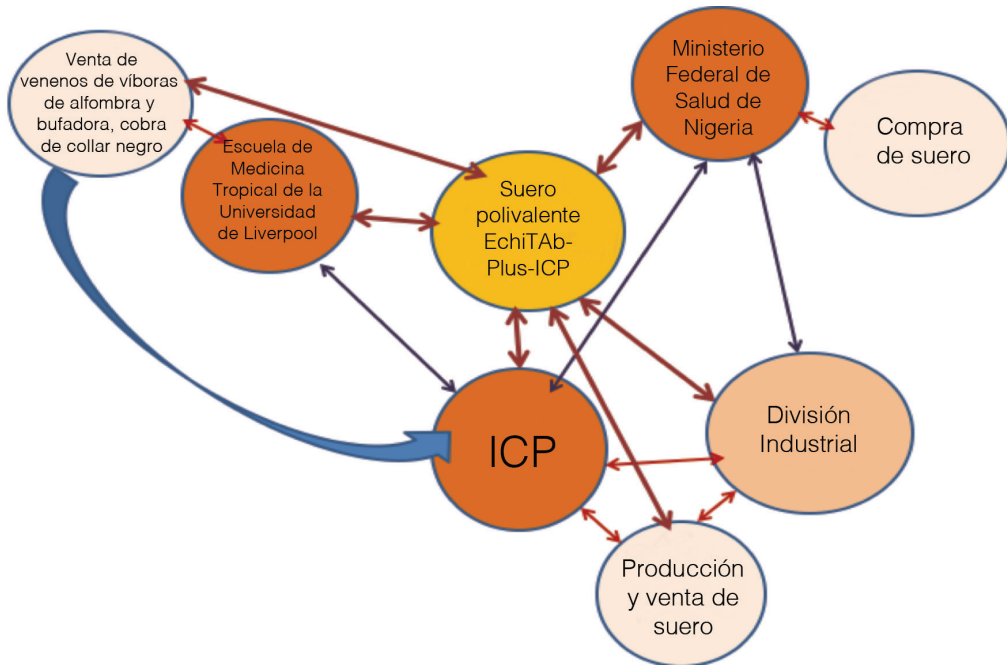 Venta de
venenos de víboras
de alfombra y
bufadora, cobra
de collar negro
Escuela de
Medicina
Tropical de la
Universidad
de Liverpool
Suero
polivalente
EchiTAb-
Plus-ICP
Ministerio
Federal de
Salud de
Nigeria
Compra
de suero
ICP
División
Industrial
Producción
y venta de
suero